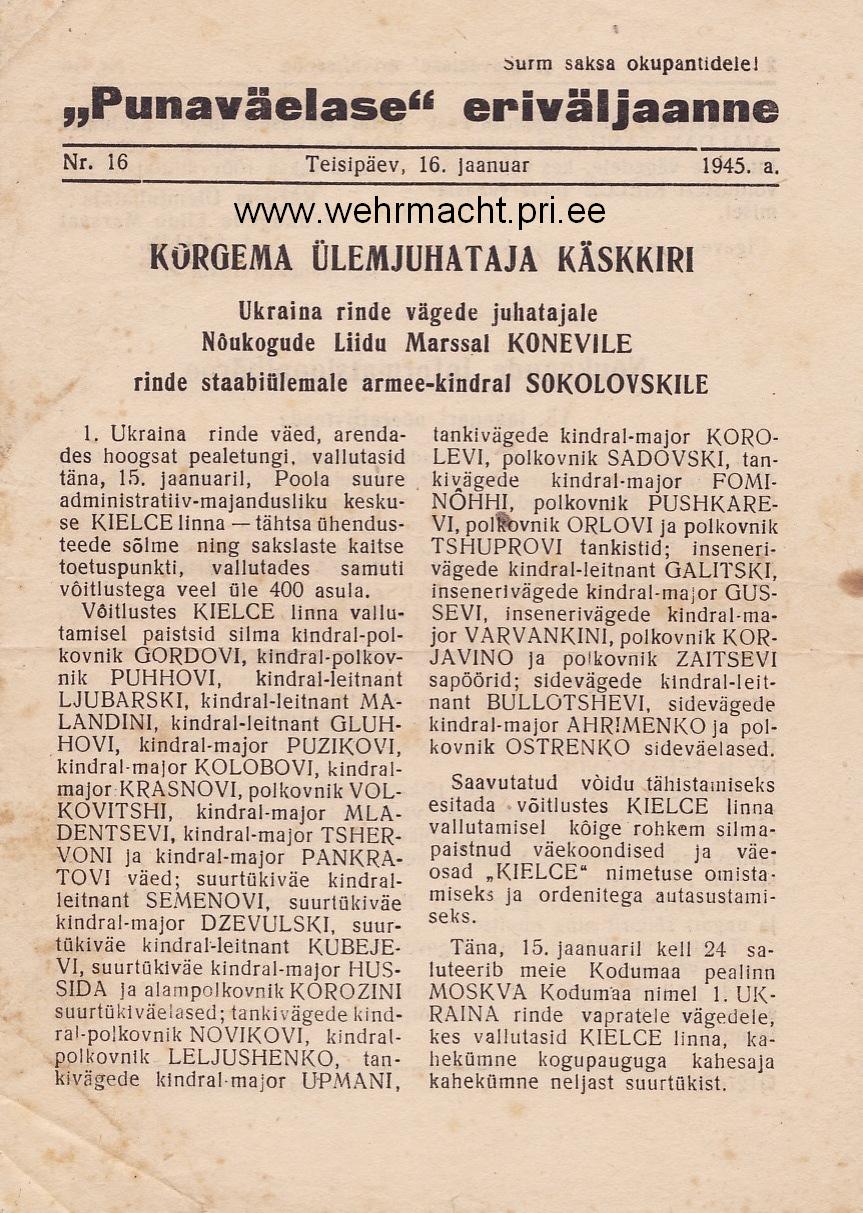 Surm saksa okupantidele!
„Punaväelase“ eriväljaanne
Nr. 16 Teisipäev, 16. jaanuar 1945. a.
www.wehrmacht.pri.ee
KÕRGEMA ÜLEMJUHATAJA KÄSKKIRI
Ukraina rinde vägede juhatajale
Nõukogude Liidu Marssal KONEVILE
rinde staabiülemale armee-kindral SOKOLOVSKILE
1. Ukraina rinde väed, arenda-
des hoogsat pealetungi, vallutasid
täna, 15. jaanuaril, Poola suure
administratiiv-majandusliku kesku-
se KIELCE linna — tähtsa ühendus-
teede sõlme ning sakslaste kaitse
toetuspunkti, vallutades samuti
võitlustega veel üle 400 asula.
Võitlustes KIELCE linna vallu-
tamisel paistsid silma kindral-pol-
kovnik GORDOVI, kindral-polkov-
nik PUHHOVI, kindral-leitnant
LJUBARSKI, kindral-leitnant MA-
LANDINI, kindral-leitnant GLUH-
HOVI, kindral-major PUZIKOVI,
kindral-major KOLOBOVI, kindral-
major KRASNOVI, polkovnik VOL-
KOVITSHI, kindral-major MLA-
DENTSEVI, kindral-major TSHER-
VONI ja kindral-major PANKRA-
TOVI väed; suurtükiväe kindral-
leitnant SEMENOVI, suurtükiväe
kindral-major DZEVULSKI, suur-
tükiväe kindral-leitnant KUBEJE-
VI, suurtükiväe kindral-major HUS-
SIDA ja alampolkovnik KOROZINI
suurtükiväelased; tankivägede kind-
ral-polkovnik NOVIKOVI, kindral-
polkovnik LELJUSHENKO, tan-
kivägede kindral-major UPMANI,
tankivägede kindral-major KORO-
LEVI, polkovnik SADOVSKI, tan-
kivägede kindral-major FOMI-
NÕHHI, polkovnik PUSHKARE-
VI, polkovnik ORLOVI ja polkovnik
TSHUPROVI tankistid; inseneri-
vägede kindral-leitnant GALITSKI,
insenerivägede kindral-major GUS-
SEVI, insenerivägede kindral-ma-
jor VARVANKINI, polkovnik KOR-
JAVINO ja polkovnik ZAITSEVI
sapöörid; sidevägede kindral-leit-
nant BULLOTSHEVI, sidevägede
kindral-major AHRIMENKO ja pol-
kovnik OSTRENKO sideväelased.
Saavutatud võidu tähistamiseks
esitada võitlustes KIELCE linna
vallutamisel kõige rohkem silma-
paistnud väekoondised ja väe-
osad „KIELCE“ nimetuse omista-
miseks ja ordenitega autasustami-
seks.
Täna, 15. jaanuaril kell 24 sa-
luteerib meie Kodumaa pealinn
MOSKVA Kodumaa nimel 1. UK-
RAINA rinde vapratele vägedele,
kes vallutasid KIELCE linna, ka-
hekümne kogupauguga kahesaja
kahekümne neljast suurtükist.